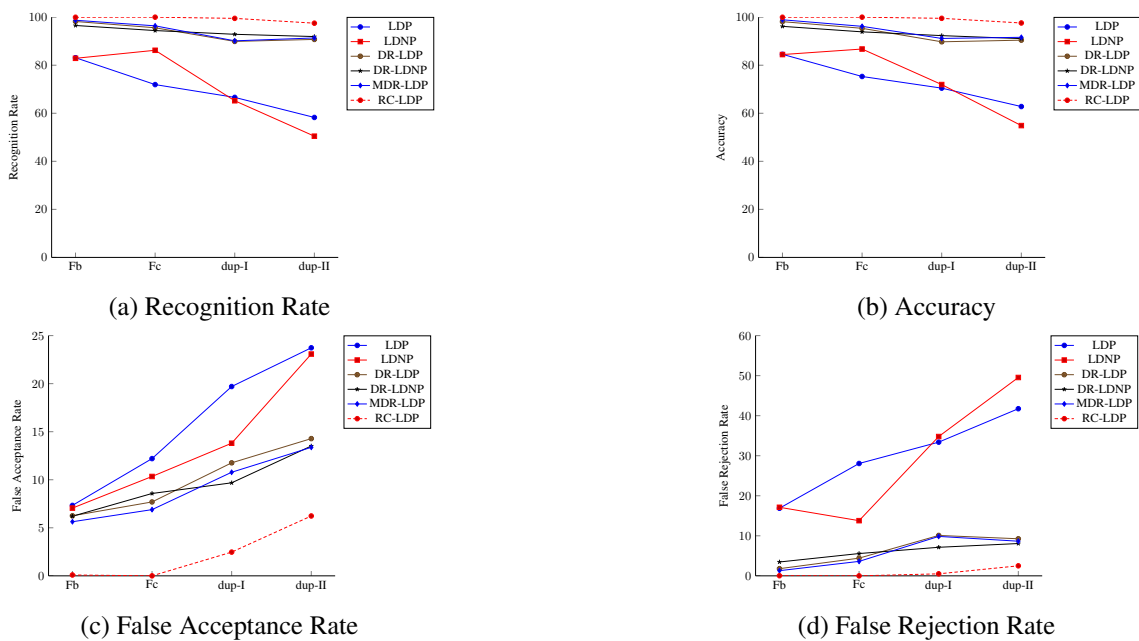 100
80
60
40
20
0
Recognition Rate
Fb
Fc
dup-I
dup-II
LDP
LDNP
DR-LDP
DR-LDNP
MDR-LDP
RC-LDP
(a) Recognition Rate
100
80
60
40
20
0
Accuracy
Fb
Fc
dup-I
dup-II
LDP
LDNP
DR-LDP
DR-LDNP
MDR-LDP
RC-LDP
(b) Accuracy
25
20
15
10
5
0
False Acceptance Rate
Fb
Fc
dup-I
dup-II
LDP
LDNP
DR-LDP
DR-LDNP
MDR-LDP
RC-LDP
(c) False Acceptance Rate
60
50
40
30
20
10
0
False Rejection Rate
Fb
Fc
dup-I
dup-II
LDP
LDNP
DR-LDP
DR-LDNP
MDR-LDP
RC-LDP
(d) False Rejection Rate